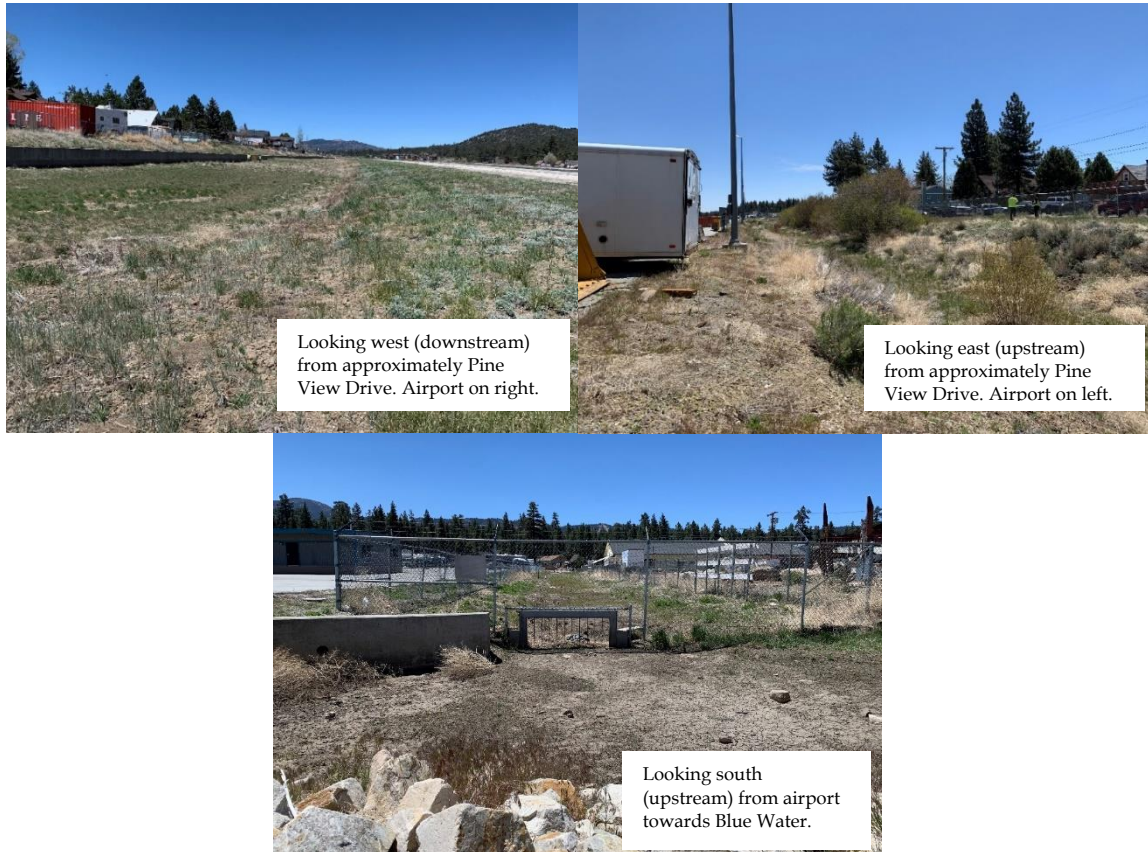 Looking west (downstream)
from approximately Pine
View Drive. Airport on right.
Looking east (upstream)
from approximately Pine
View Drive. Airport on left.
Looking south
(upstream) from airport
towards Blue Water.